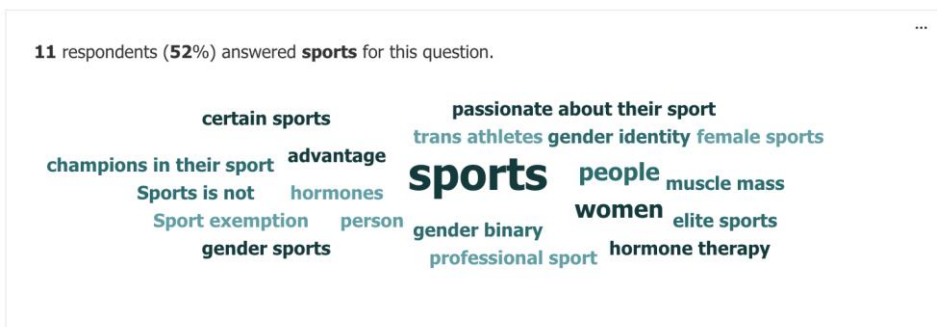 ...
11 respondents (52%) answered sports for this question.
certain sports
passionate about their sport
trans athletes gender identity female sports
champions in their sport advantage
sports people muscle mass
Sports is not hormones
women elite sports
Sport exemption person gender binary
gender sports professional sport hormone therapy